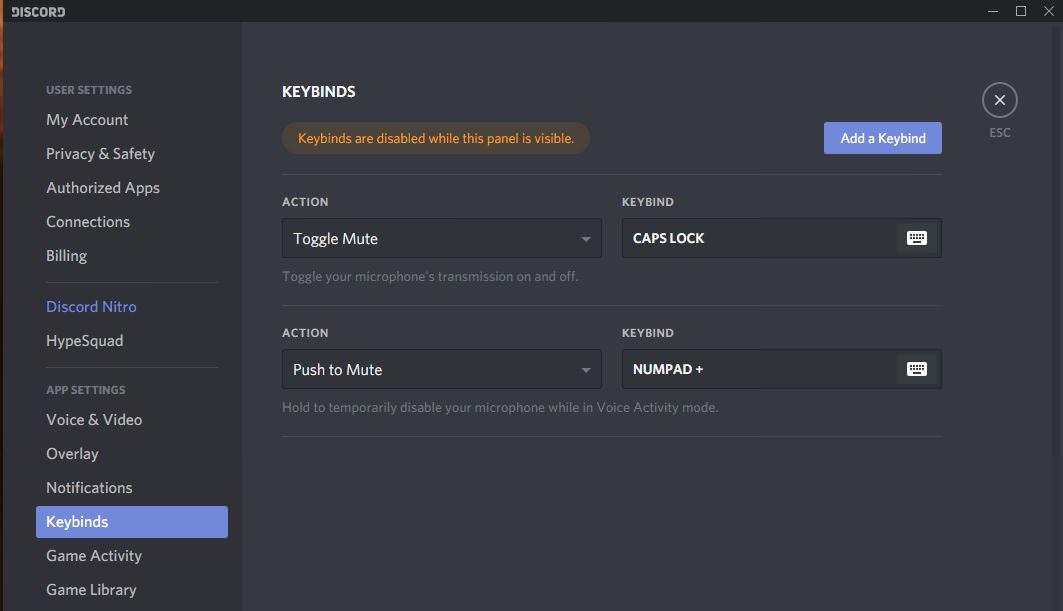 DISCORD
USER SETTINGS
My Account
Privacy & Safety
Authorized Apps
Connections
Billing
Discord Nitro
HypeSquad
APP SETTINGS
Voice & Video
Overlay
Notifications
Keybinds
Game Activity
Game Library
KEYBINDS
Keybinds are disabled while this panel is visible.
Add a Keybind
ESC
ACTION
KEYBIND
Toggle Mute
CAPS LOCK
Toggle your microphone's transmission on and off.
ACTION
KEYBIND
Push to Mute
NUMPAD +
Hold to temporarily disable your microphone while in Voice Activity mode.